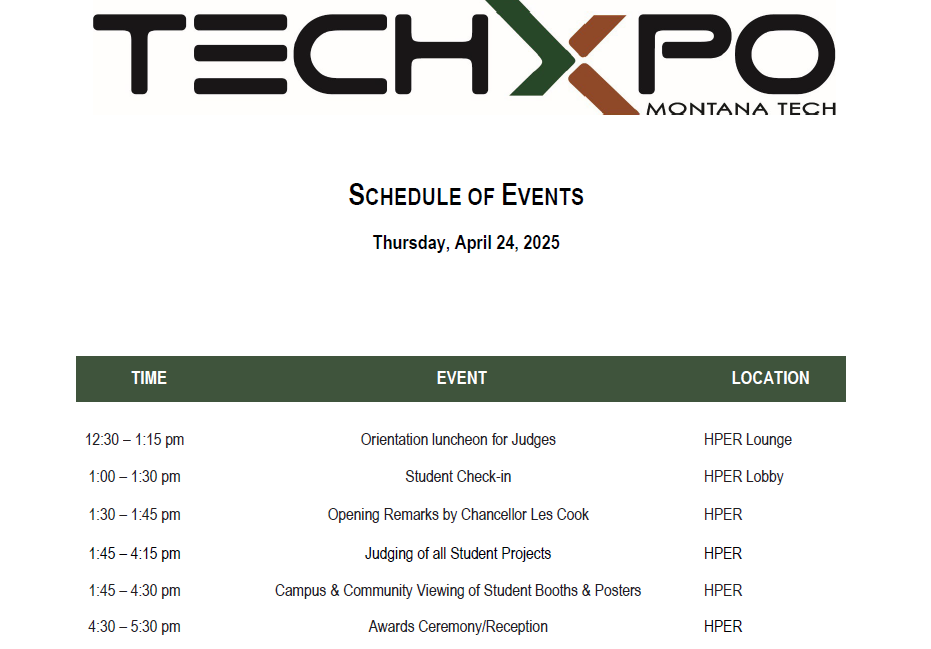 TECHXPO
MONTANA TECH
SCHEDULE OF EVENTS
Thursday, April 24, 2025
TIME EVENT LOCATION
12:30 – 1:15 pm Orientation luncheon for Judges HPER Lounge
1:00 – 1:30 pm Student Check-in HPER Lobby
1:30 – 1:45 pm Opening Remarks by Chancellor Les Cook HPER
1:45 – 4:15 pm Judging of all Student Projects HPER
1:45 – 4:30 pm Campus & Community Viewing of Student Booths & Posters HPER
4:30 – 5:30 pm Awards Ceremony/Reception HPER